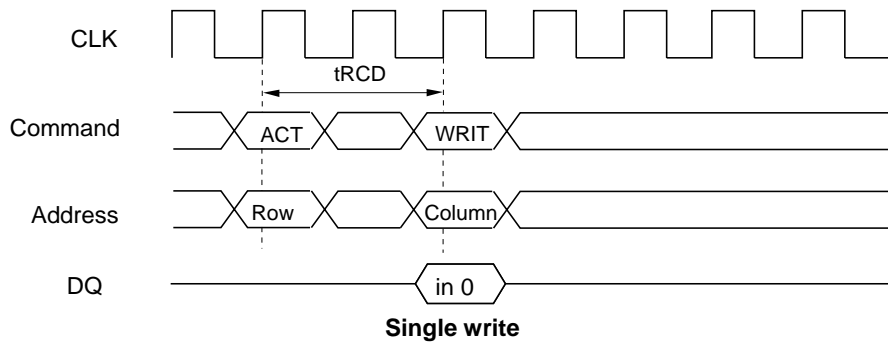 CLK
tRCD
Command
ACT
WRIT
Address
Row
Column
DQ
in 0
Single write